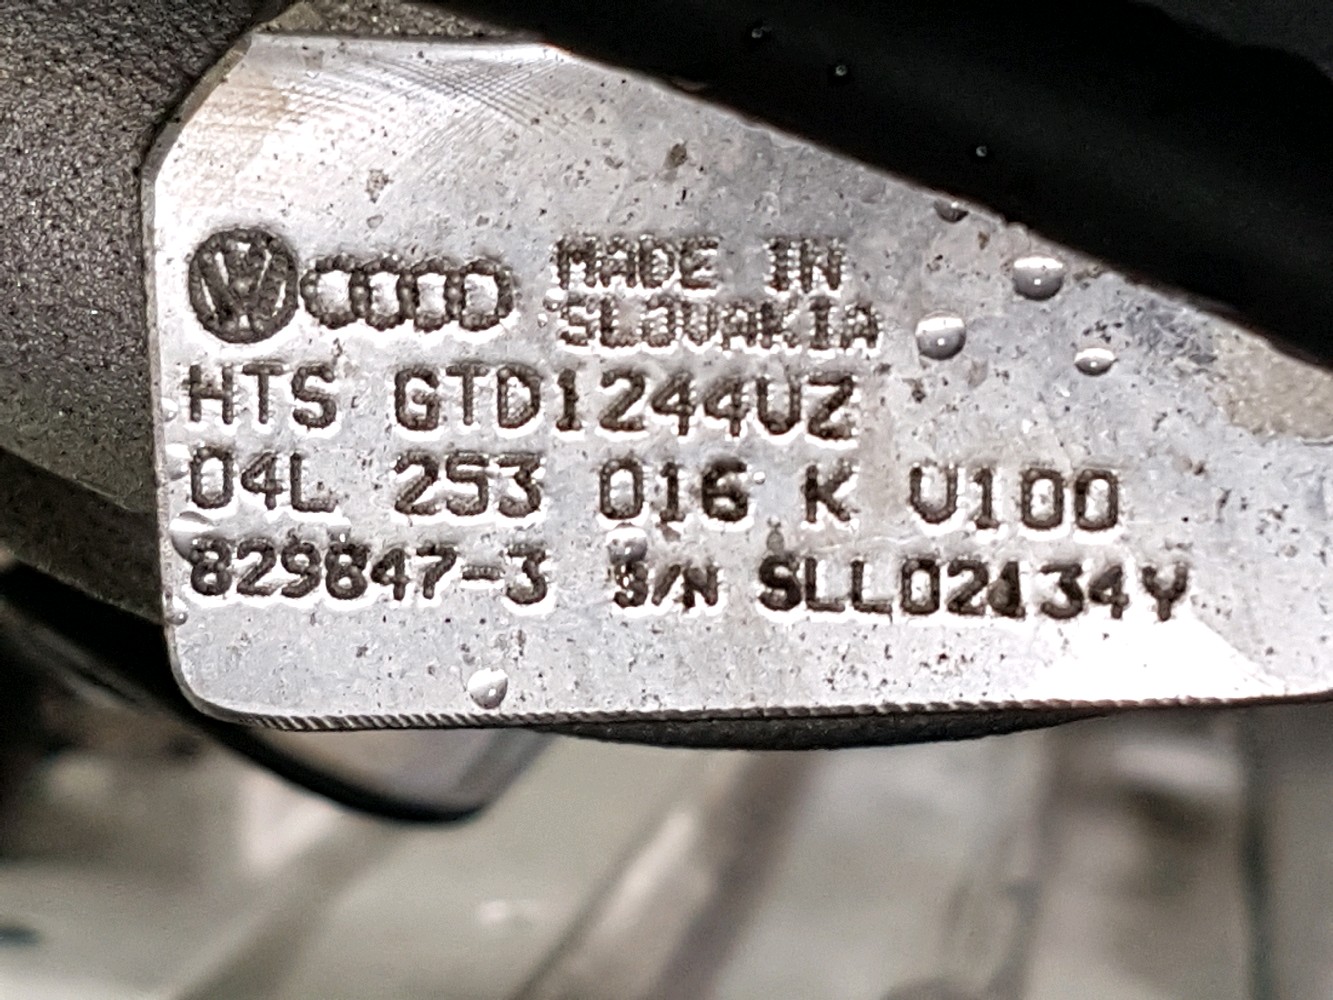 MADE IN
SLOVAKIA
HTS GTD1244VZ
04L 253 016 K V100
829847-3 S/N SLL02134Y